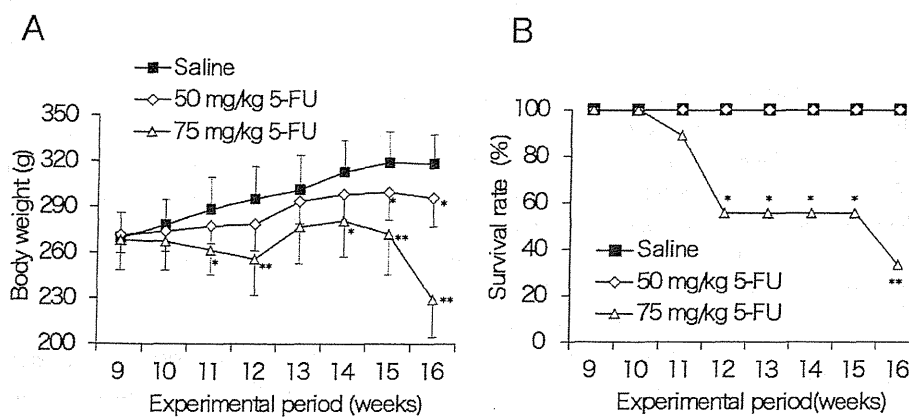 A
Saline
50 mg/kg 5-FU
75 mg/kg 5-FU
Body weight (g)
350
320
290
260
230
200
* ** * * ** * **
9 10 11 12 13 14 15 16
Experimental period (weeks)
B
Survival rate (%)
100
80
60
40
20
0
* * * * **
Saline
50 mg/kg 5-FU
75 mg/kg 5-FU
9 10 11 12 13 14 15 16
Experimental period(weeks)